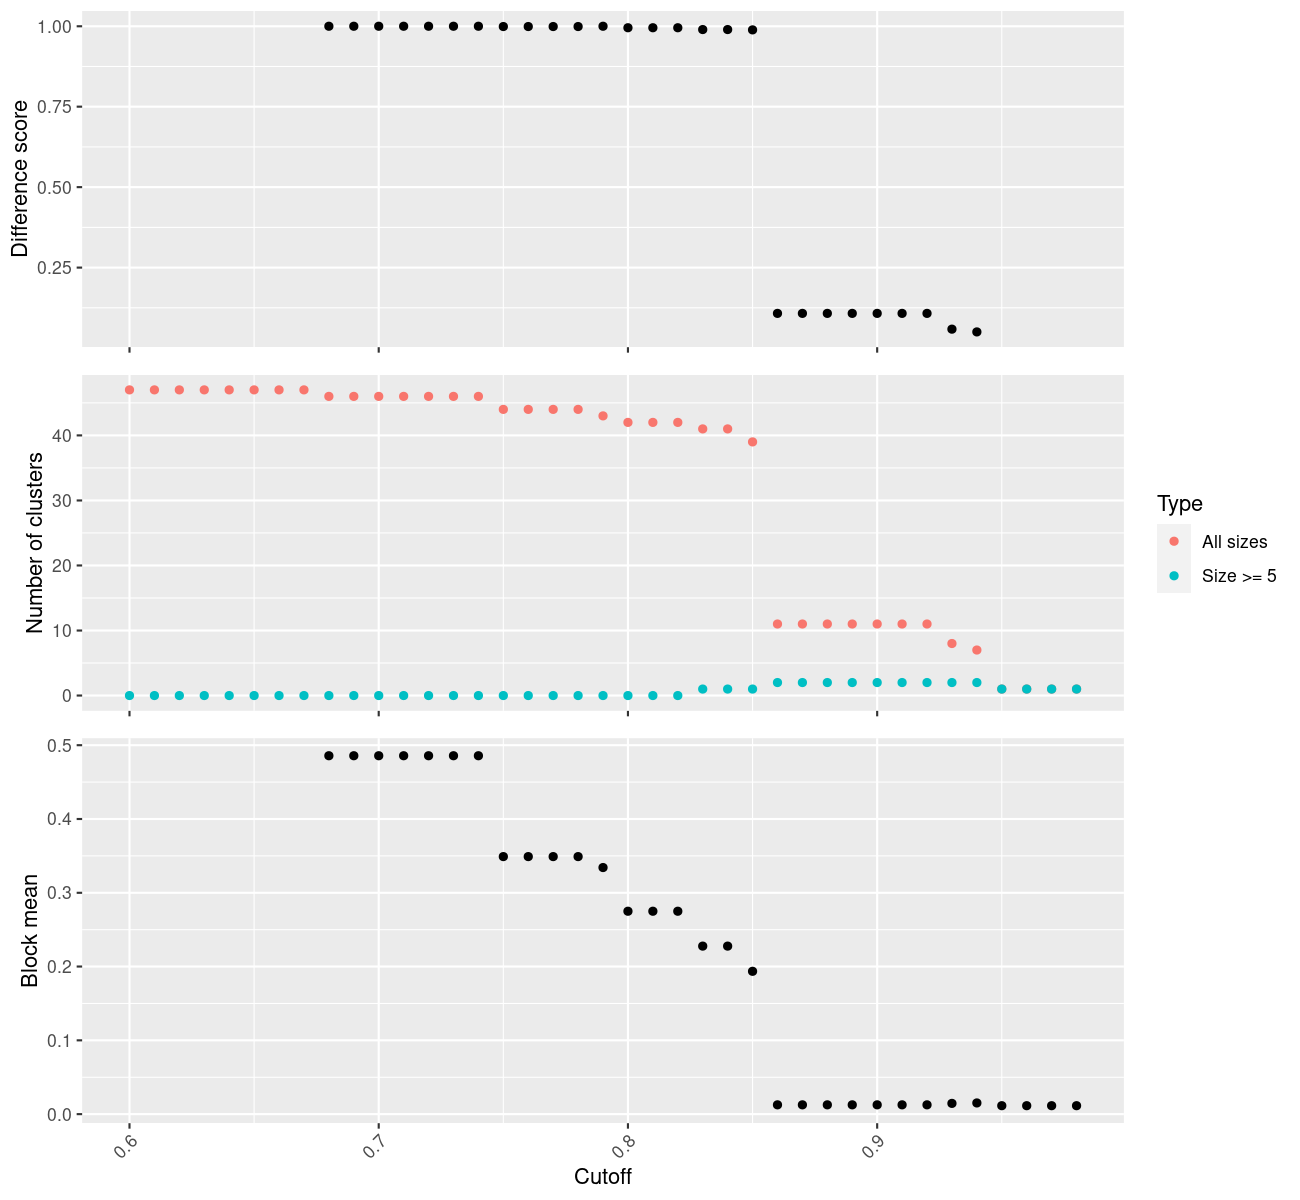 1.00
0.75
0.50
0.25
Difference score
40
30
20
10
0
Number of clusters
Type
All sizes
Size >= 5
0.5
0.4
0.3
0.2
0.1
0.0
Block mean
0.6 0.7 0.8 0.9
Cutoff